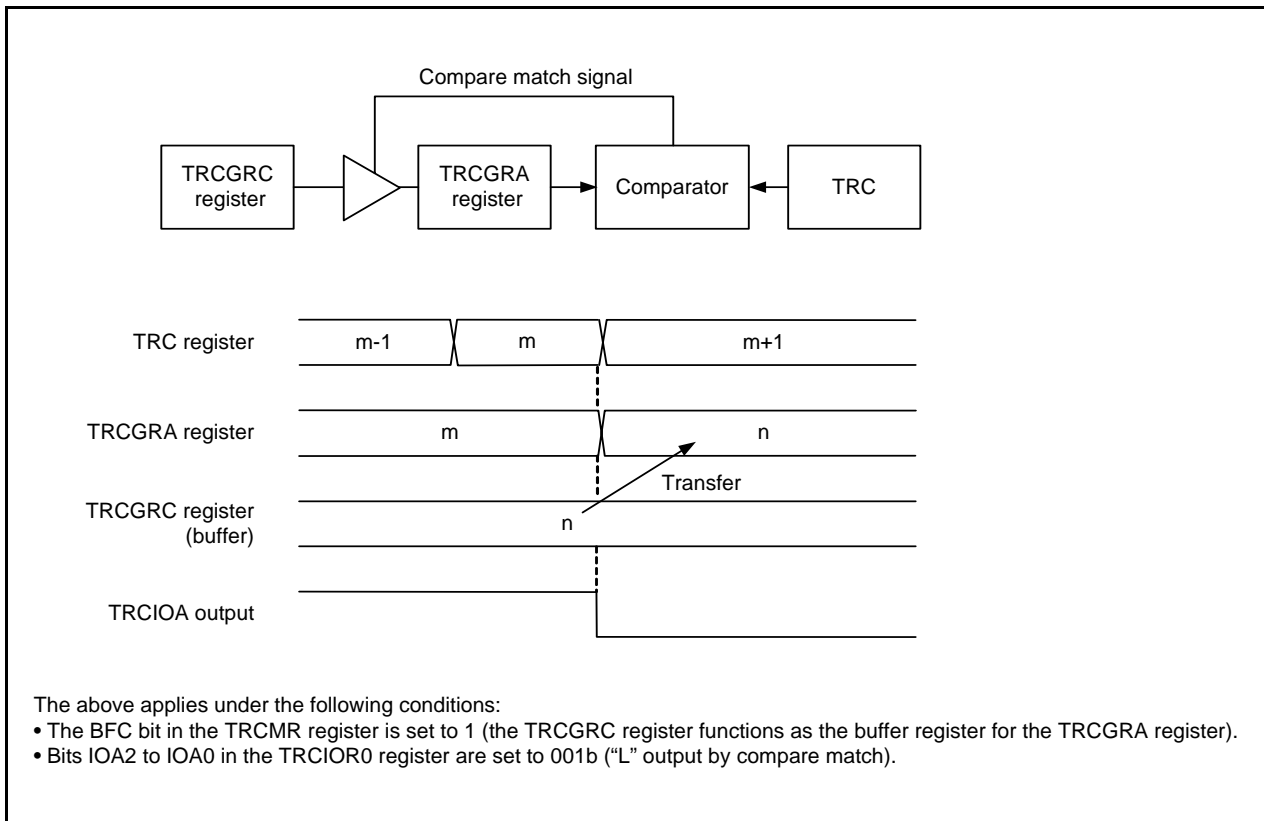 Compare match signal
TRCGRC
register
TRCGRA
register
Comparator
TRC
TRC register
m-1
m
m+1
TRCGRA register
m
n
Transfer
TRCGRC register
(buffer)
n
TRCIOA output
The above applies under the following conditions:
• The BFC bit in the TRCMR register is set to 1 (the TRCGRC register functions as the buffer register for the TRCGRA register).
• Bits IOA2 to IOA0 in the TRCIOR0 register are set to 001b (“L” output by compare match).